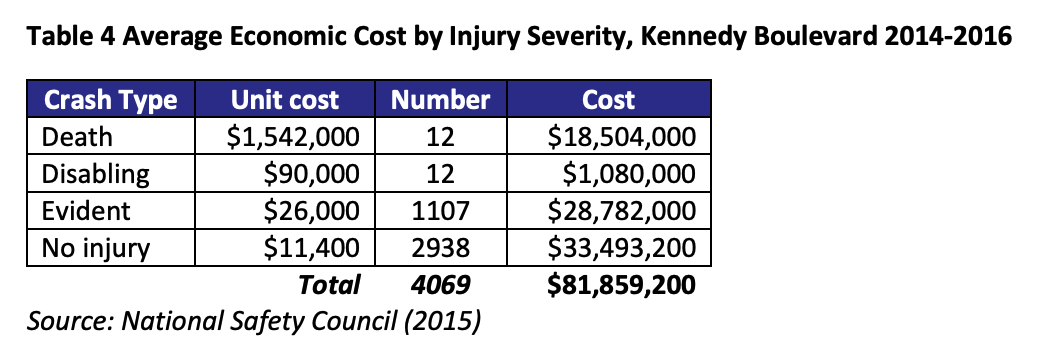 Table 4 Average Economic Cost by Injury Severity, Kennedy Boulevard 2014-2016
Crash Type Unit cost Number Cost
Death $1,542,000 12 $18,504,000
Disabling $90,000 12 $1,080,000
Evident $26,000 1107 $28,782,000
No injury $11,400 2938 $33,493,200
Total 4069 $81,859,200
Source: National Safety Council (2015)